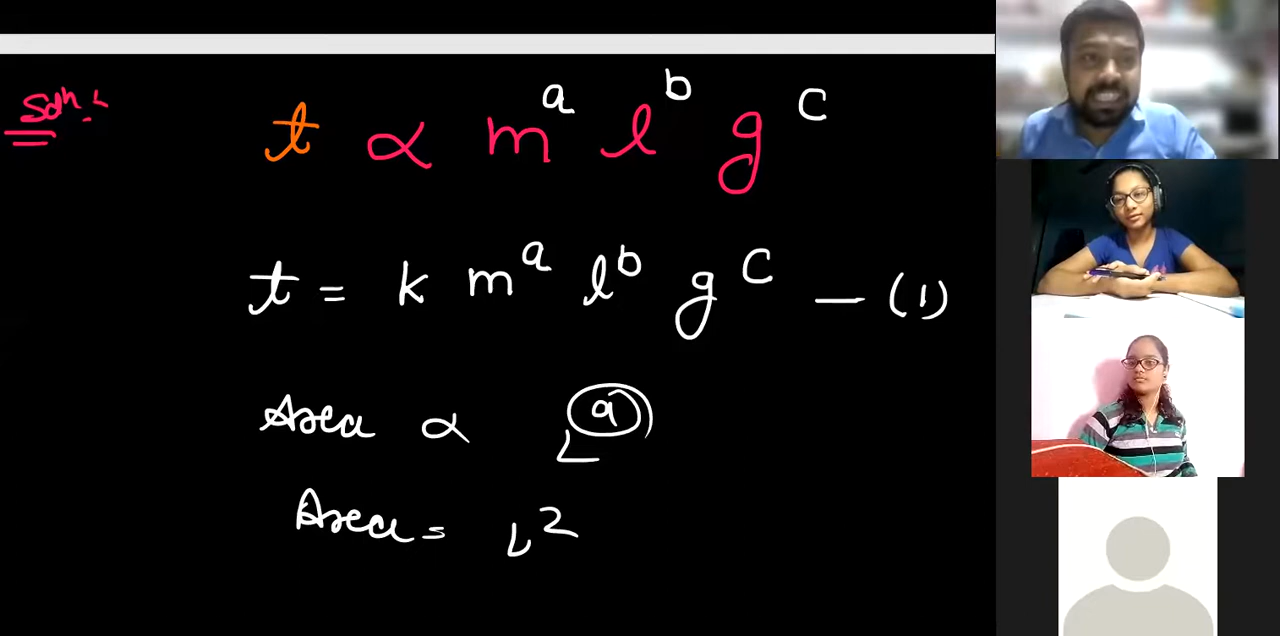 Soln:
t ∝ m^a l^b g^c
t = k m^a l^b g^c — (1)
Area ∝ L^a
Area = L^2